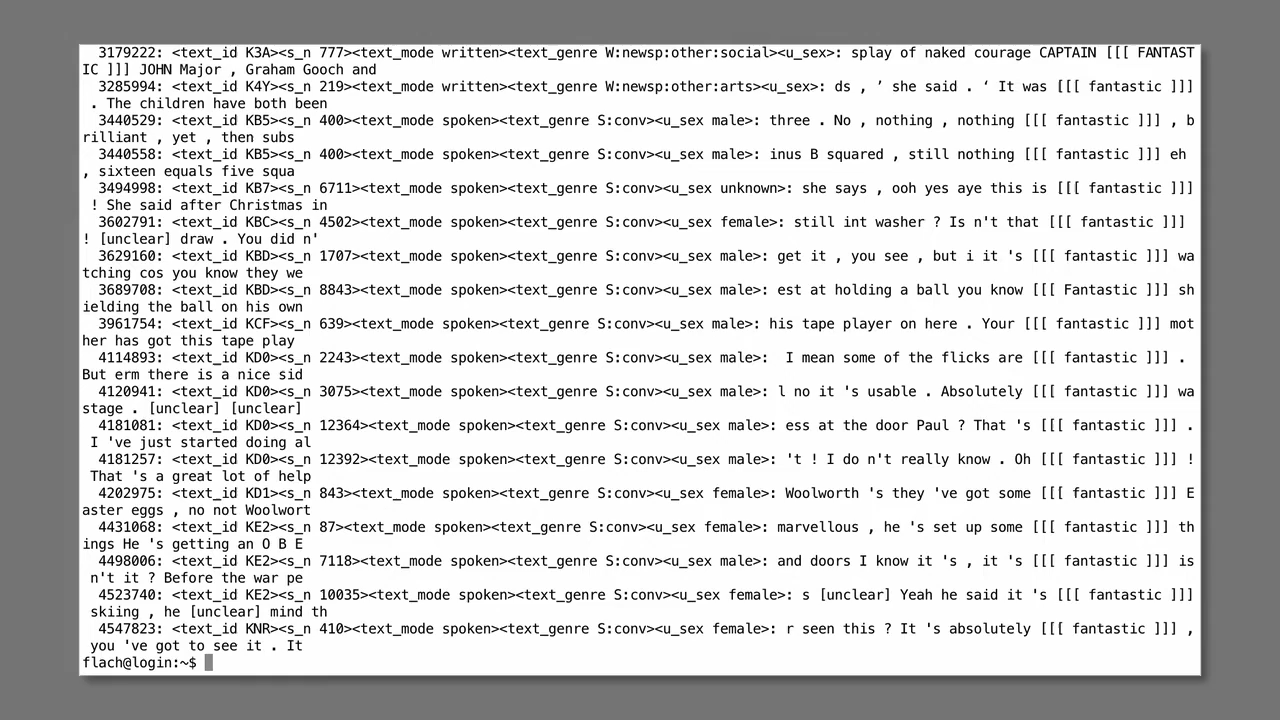 3179222: <text_id K3A><s_n 777><text_mode written><text_genre W:newsp:other:social><u_sex>: splay of naked courage CAPTAIN [[[ FANTAST
IC ]]] JOHN Major , Graham Gooch and
3285994: <text_id K4Y><s_n 219><text_mode written><text_genre W:newsp:other:arts><u_sex>: ds , ’ she said . ‘ It was [[[ fantastic ]]]
. The children have both been
3440529: <text_id KB5><s_n 400><text_mode spoken><text_genre S:conv><u_sex male>: three . No , nothing , nothing [[[ fantastic ]]] , b
rilliant , yet , then subs
3440558: <text_id KB5><s_n 400><text_mode spoken><text_genre S:conv><u_sex male>: inus B squared , still nothing [[[ fantastic ]]] eh
, sixteen equals five squa
3494998: <text_id KB7><s_n 6711><text_mode spoken><text_genre S:conv><u_sex unknown>: she says , ooh yes aye this is [[[ fantastic ]]]
! She said after Christmas in
3602791: <text_id KBC><s_n 4502><text_mode spoken><text_genre S:conv><u_sex female>: still int washer ? Is n't that [[[ fantastic ]]]
! [unclear] draw . You did n'
3629160: <text_id KBD><s_n 1707><text_mode spoken><text_genre S:conv><u_sex male>: get it , you see , but i it 's [[[ fantastic ]]] wa
tching cos you know they we
3689708: <text_id KBD><s_n 8843><text_mode spoken><text_genre S:conv><u_sex male>: est at holding a ball you know [[[ Fantastic ]]] sh
ielding the ball on his own
3961754: <text_id KCF><s_n 639><text_mode spoken><text_genre S:conv><u_sex male>: his tape player on here . Your [[[ fantastic ]]] mot
her has got this tape play
4114893: <text_id KD0><s_n 2243><text_mode spoken><text_genre S:conv><u_sex male>:  I mean some of the flicks are [[[ fantastic ]]] .
But erm there is a nice sid
4120941: <text_id KD0><s_n 3075><text_mode spoken><text_genre S:conv><u_sex male>: l no it 's usable . Absolutely [[[ fantastic ]]] wa
stage . [unclear] [unclear]
4181081: <text_id KD0><s_n 12364><text_mode spoken><text_genre S:conv><u_sex male>: ess at the door Paul ? That 's [[[ fantastic ]]] .
I 've just started doing al
4181257: <text_id KD0><s_n 12392><text_mode spoken><text_genre S:conv><u_sex male>: 't ! I do n't really know . Oh [[[ fantastic ]]] !
That 's a great lot of help
4202975: <text_id KD1><s_n 843><text_mode spoken><text_genre S:conv><u_sex female>: Woolworth 's they 've got some [[[ fantastic ]]] E
aster eggs , no not Woolwort
4431068: <text_id KE2><s_n 87><text_mode spoken><text_genre S:conv><u_sex female>: marvellous , he 's set up some [[[ fantastic ]]] th
ings He 's getting an O B E
4498006: <text_id KE2><s_n 7118><text_mode spoken><text_genre S:conv><u_sex female>: and doors I know it 's , it 's [[[ fantastic ]]] is
n't it ? Before the war pe
4523740: <text_id KE2><s_n 10035><text_mode spoken><text_genre S:conv><u_sex female>: s [unclear] Yeah he said it 's [[[ fantastic ]]]
skiing , he [unclear] mind th
4547823: <text_id KNR><s_n 410><text_mode spoken><text_genre S:conv><u_sex female>: r seen this ? It 's absolutely [[[ fantastic ]]] ,
you 've got to see it . It
flach@login:~$